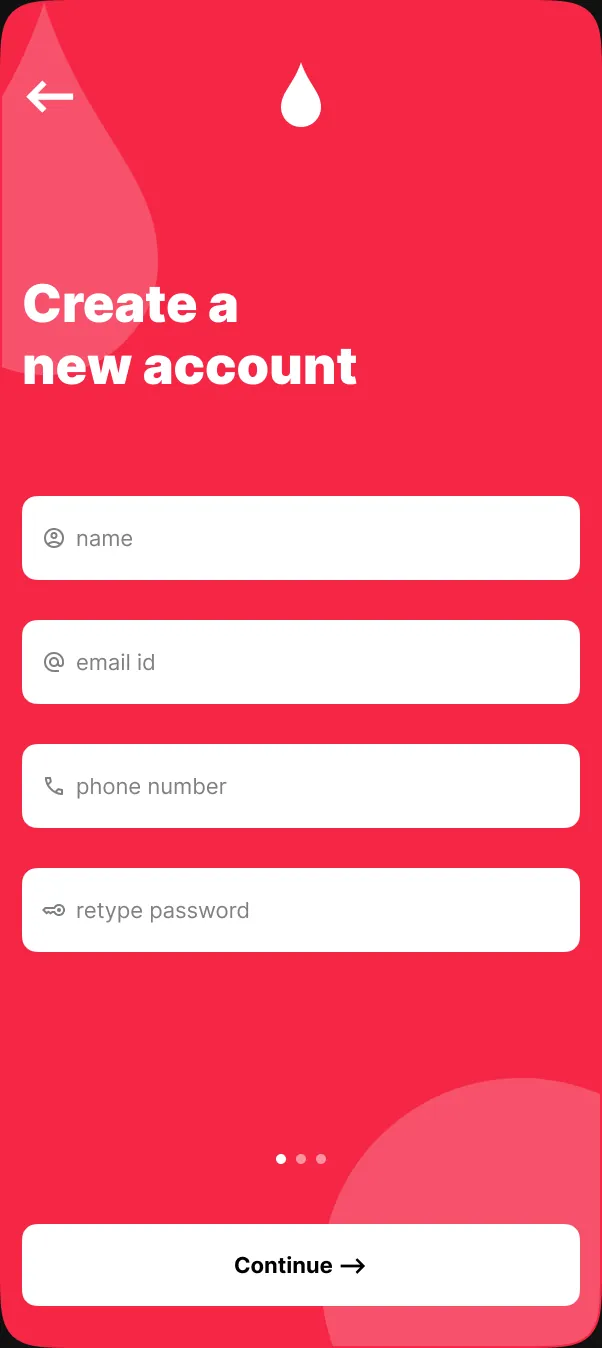 Create a
new account
name
email id
phone number
retype password
Continue